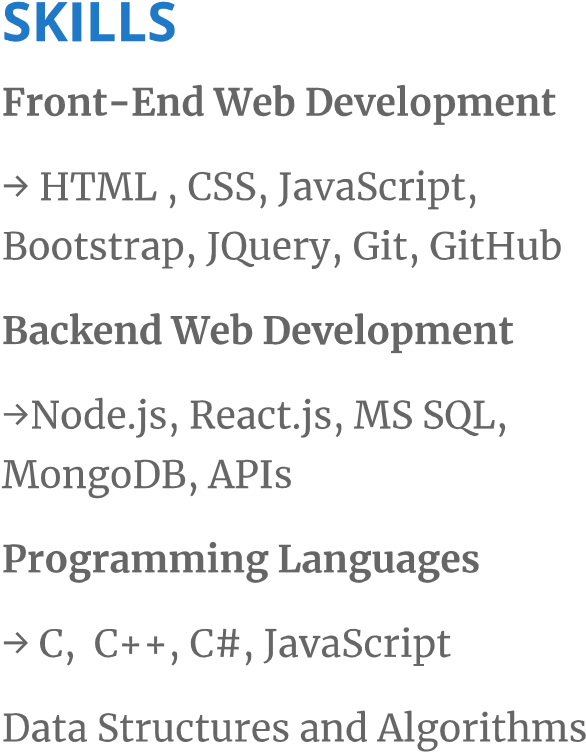 SKILLS
Front-End Web Development
→ HTML , CSS, JavaScript,
Bootstrap, JQuery, Git, GitHub
Backend Web Development
→Node.js, React.js, MS SQL,
MongoDB, APIs
Programming Languages
→ C,  C++, C#, JavaScript
Data Structures and Algorithms